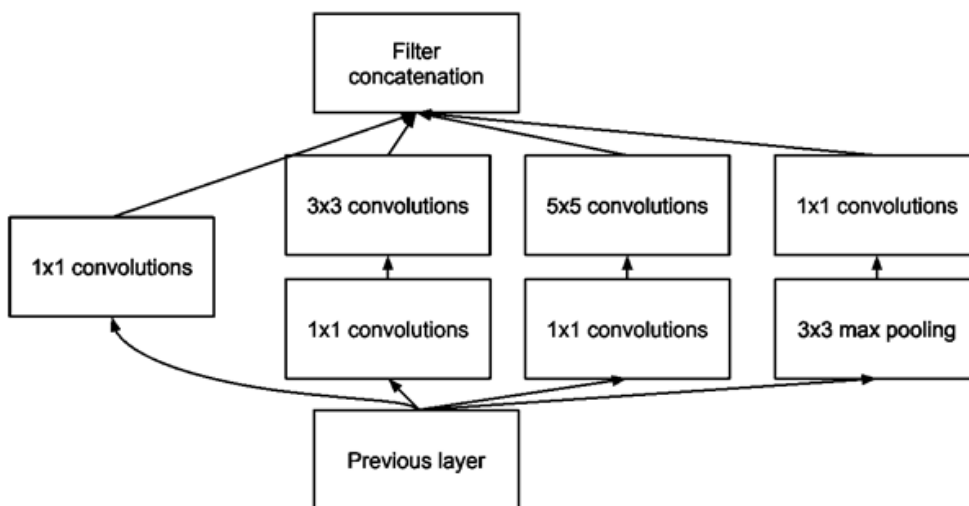 Filter
concatenation
3x3 convolutions
5x5 convolutions
1x1 convolutions
1x1 convolutions
1x1 convolutions
1x1 convolutions
3x3 max pooling
Previous layer